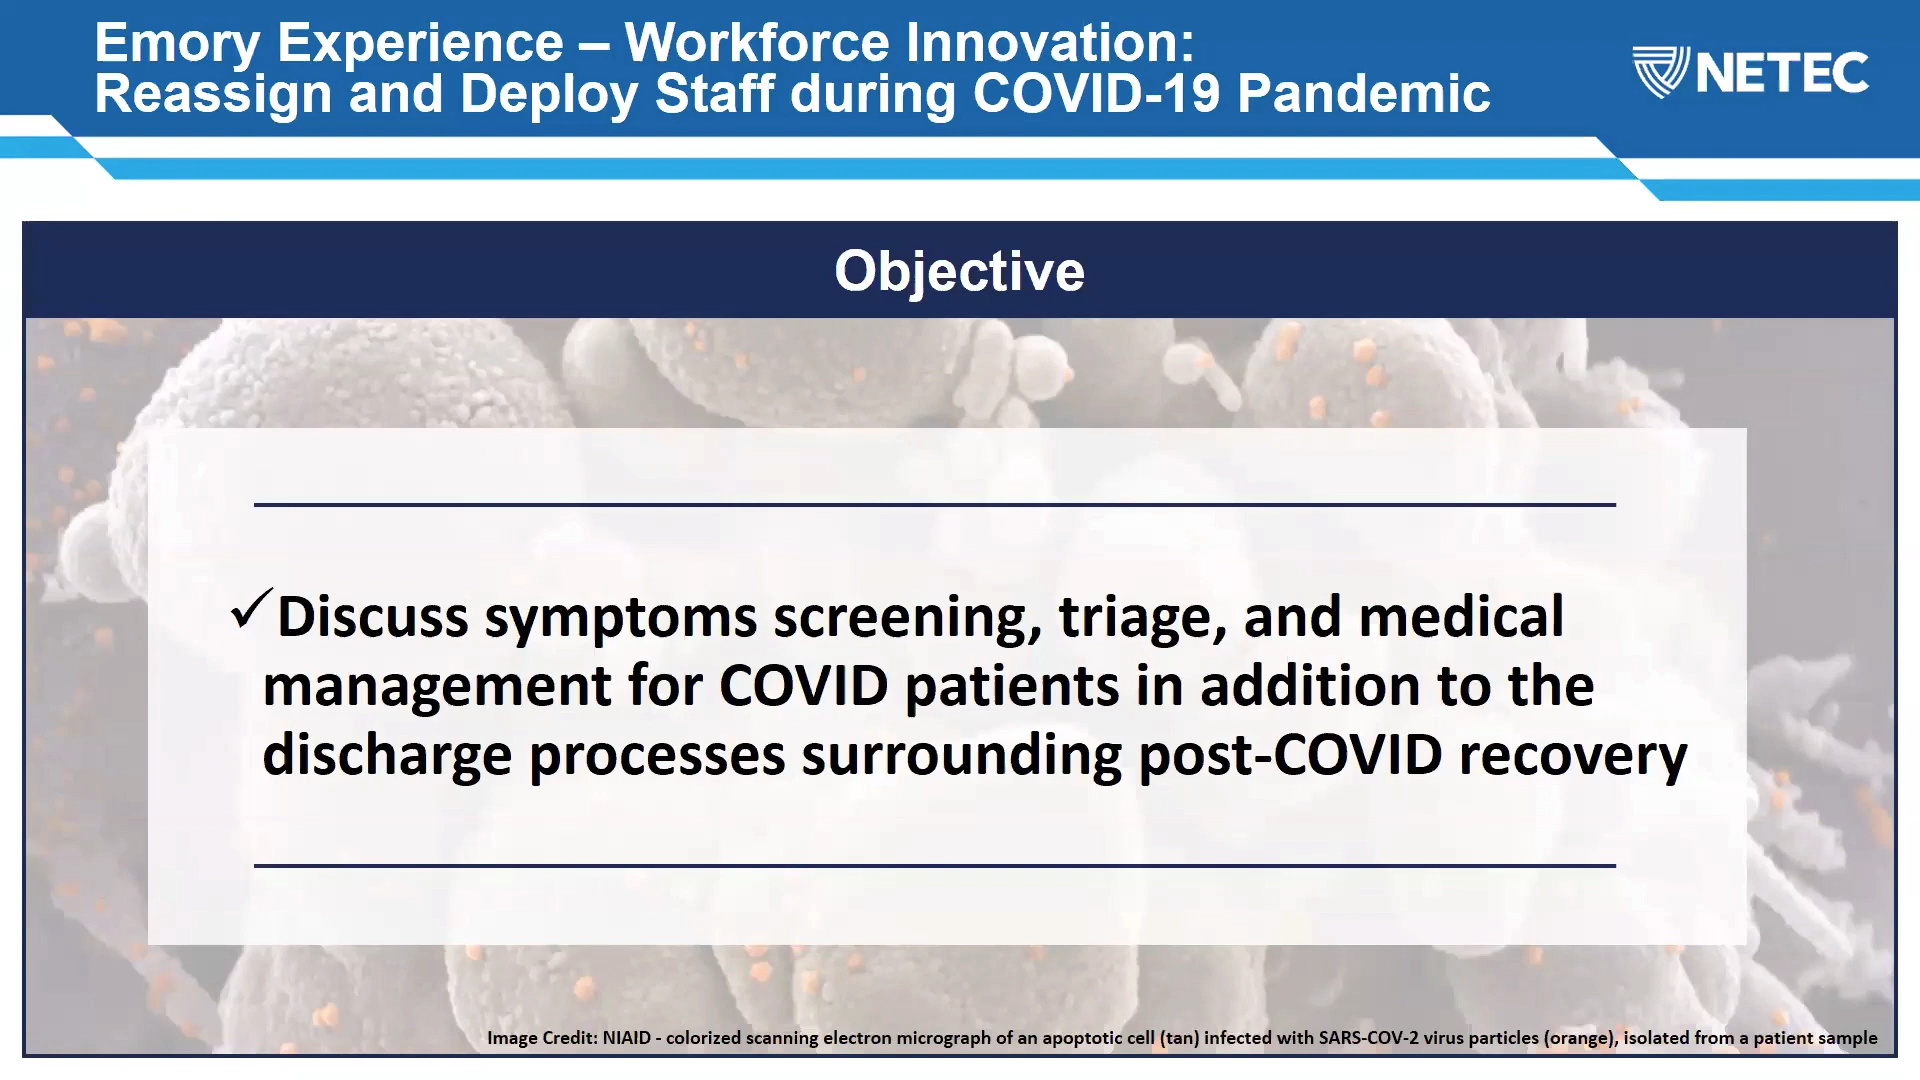 Emory Experience – Workforce Innovation:
Reassign and Deploy Staff during COVID-19 Pandemic
NETEC
Objective
✓Discuss symptoms screening, triage, and medical
management for COVID patients in addition to the
discharge processes surrounding post-COVID recovery
Image Credit: NIAID - colorized scanning electron micrograph of an apoptotic cell (tan) infected with SARS-COV-2 virus particles (orange), isolated from a patient sample